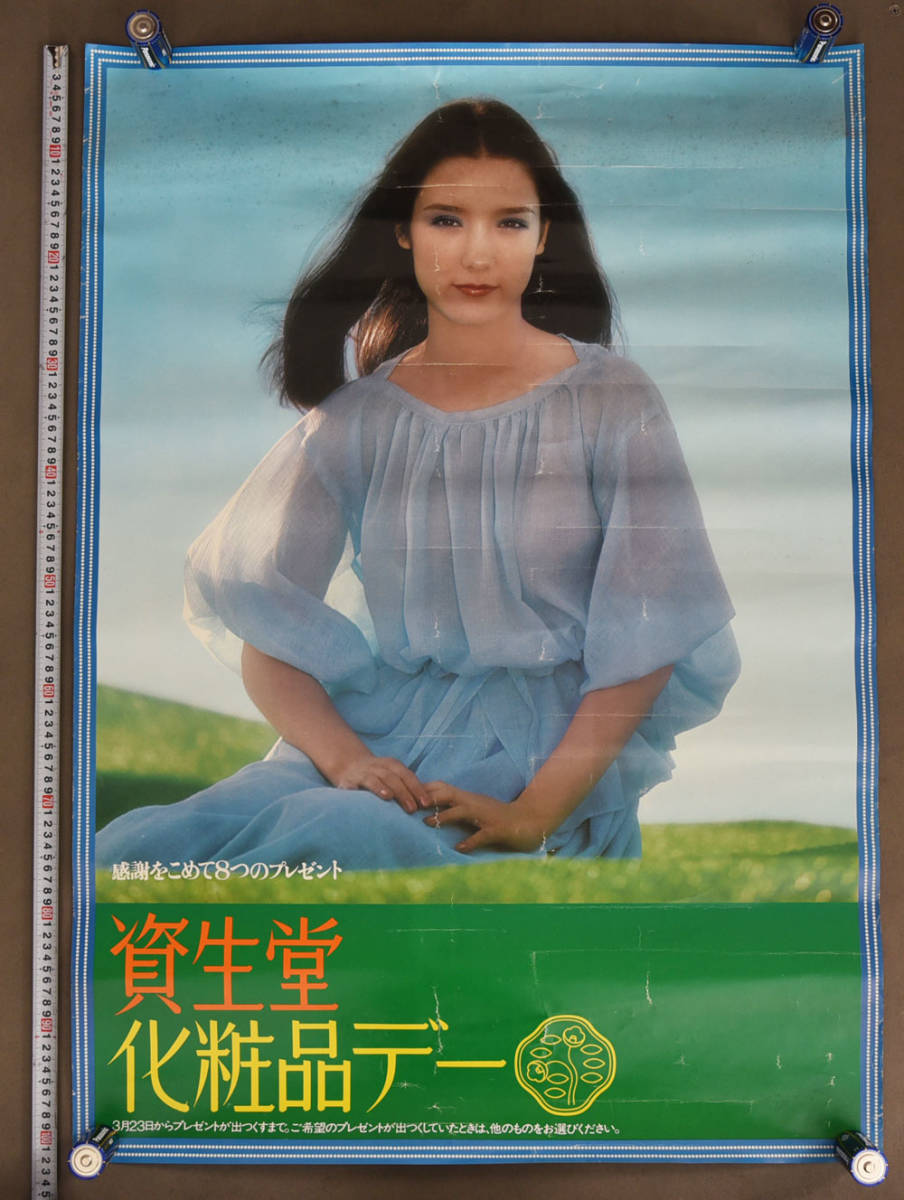 感謝をこめて8つのプレゼント
資生堂
化粧品デー
3月23日からプレゼントが出つくすまで。ご希望のプレゼントが出つくしていたときは、他のものをお選びください。